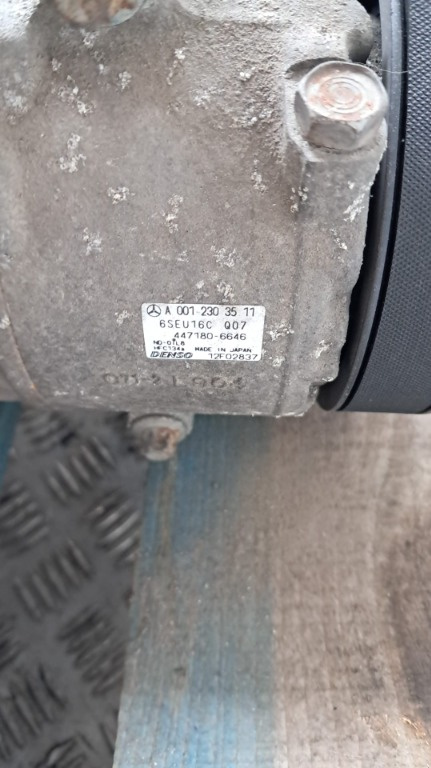 A 001 230 35 11
6SEU16C Q07
447180-6646
ND-OIL8
HFC134a MADE IN JAPAN
DENSO 12F02837